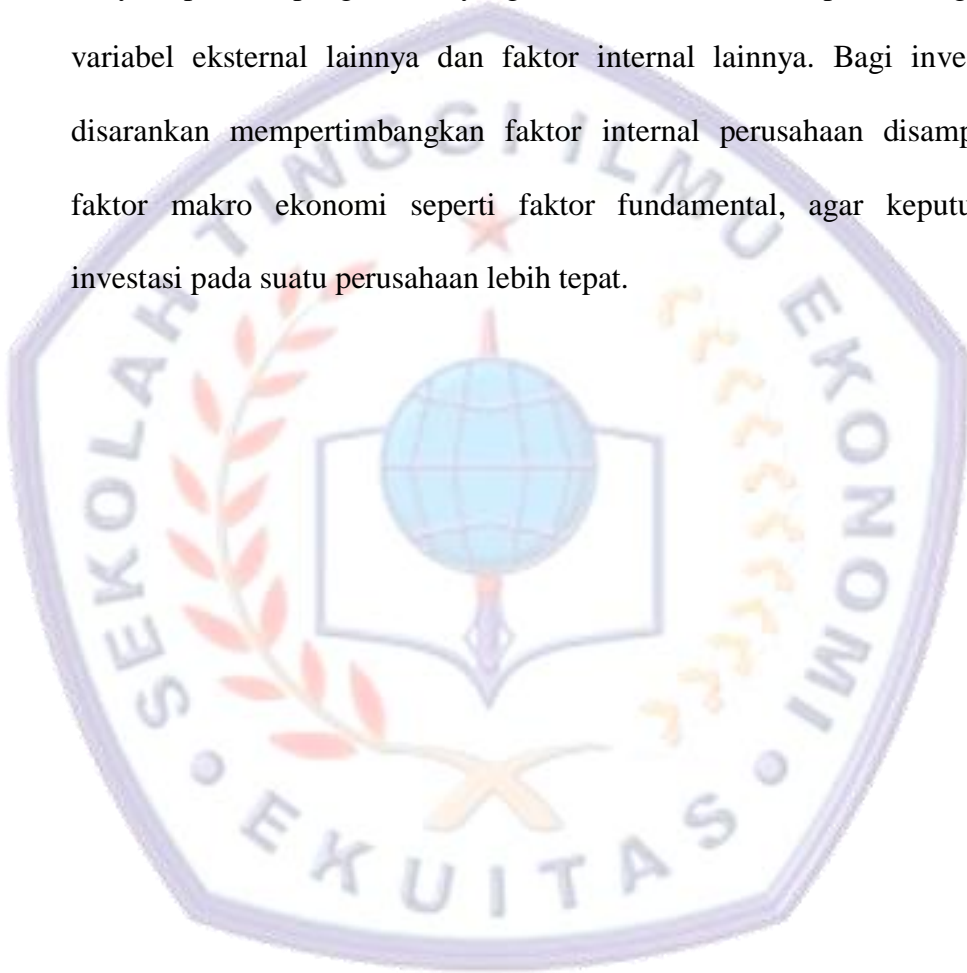 variabel eksternal lainnya dan faktor internal lainnya. Bagi inve
disarankan mempertimbangkan faktor internal perusahaan disamp
faktor makro ekonomi seperti faktor fundamental, agar keputu
investasi pada suatu perusahaan lebih tepat.
SEKOLAH TINGGI ILMU EKONOMI
• EKUITAS •